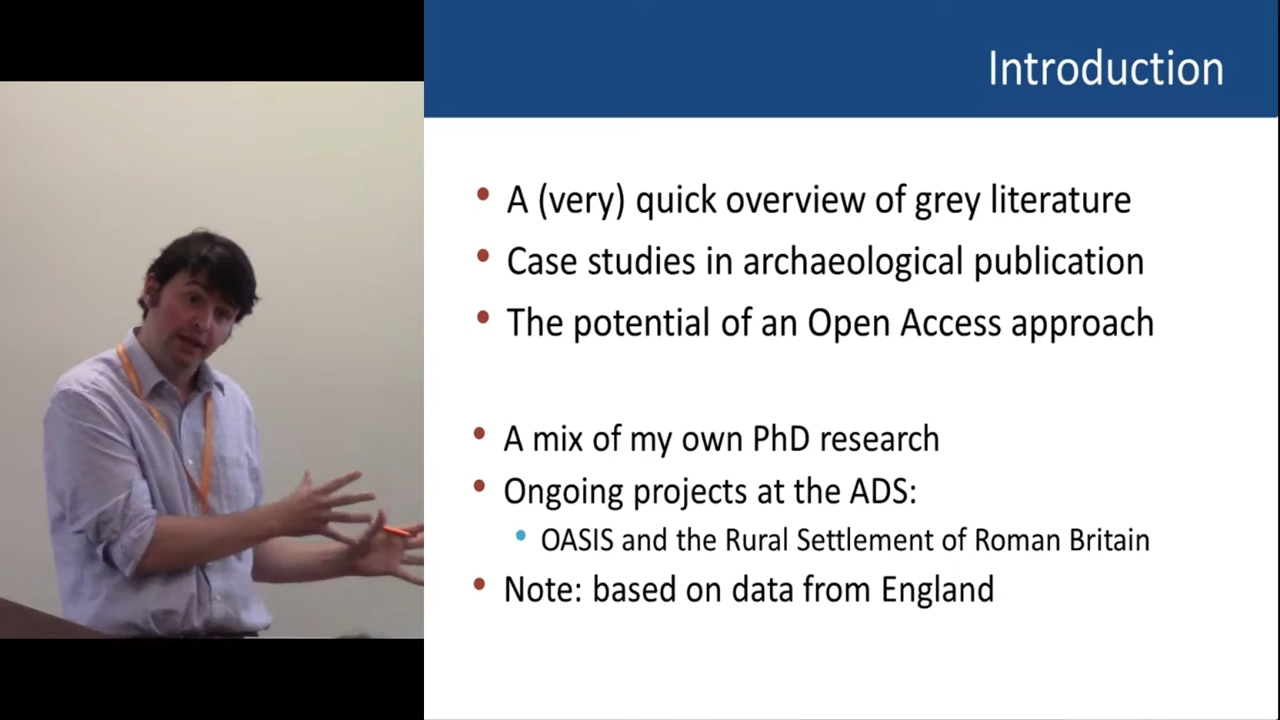 Introduction
A (very) quick overview of grey literature
Case studies in archaeological publication
The potential of an Open Access approach
A mix of my own PhD research
Ongoing projects at the ADS:
OASIS and the Rural Settlement of Roman Britain
Note: based on data from England